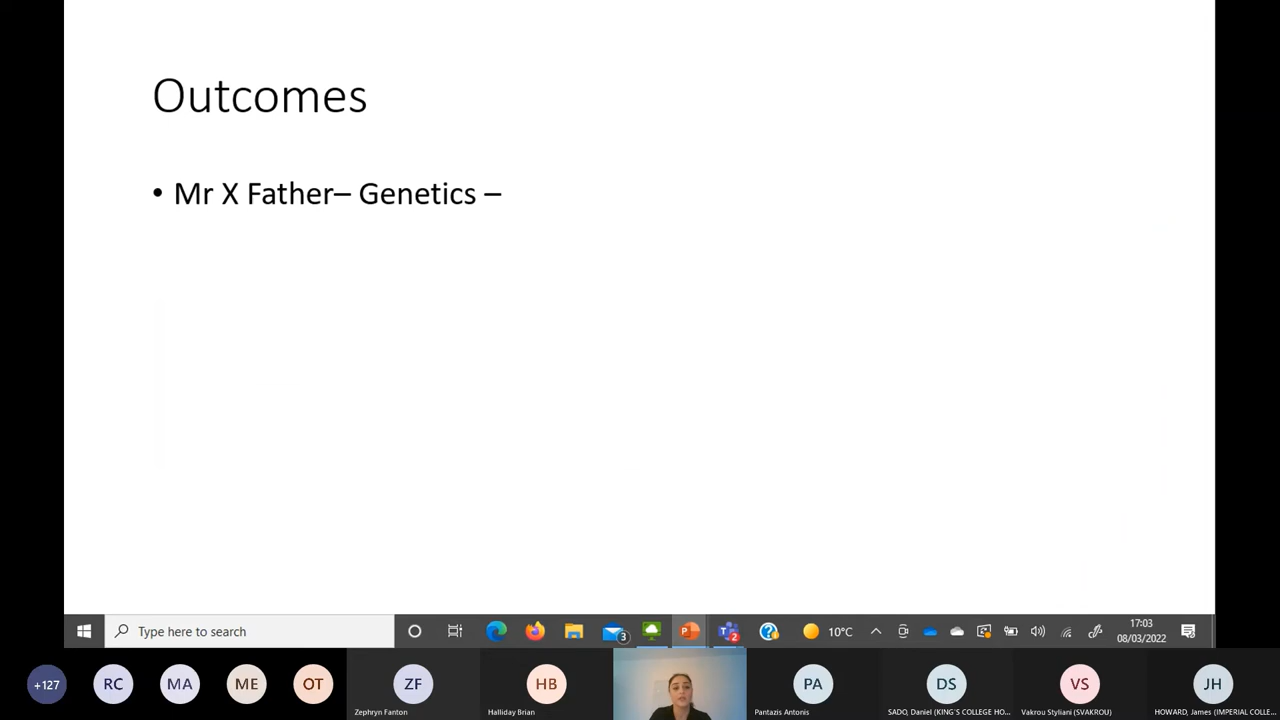 Outcomes
• Mr X Father– Genetics –
Type here to search
3
2
10°C
17:03
08/03/2022
+127
RC
MA
ME
OT
ZF
Zephryn Fanton
HB
Halliday Brian
PA
Pantazis Antonis
DS
SADO, Daniel (KING'S COLLEGE HO...
VS
Vakrou Styliani (SVAKROU)
JH
HOWARD, James (IMPERIAL COLLE...